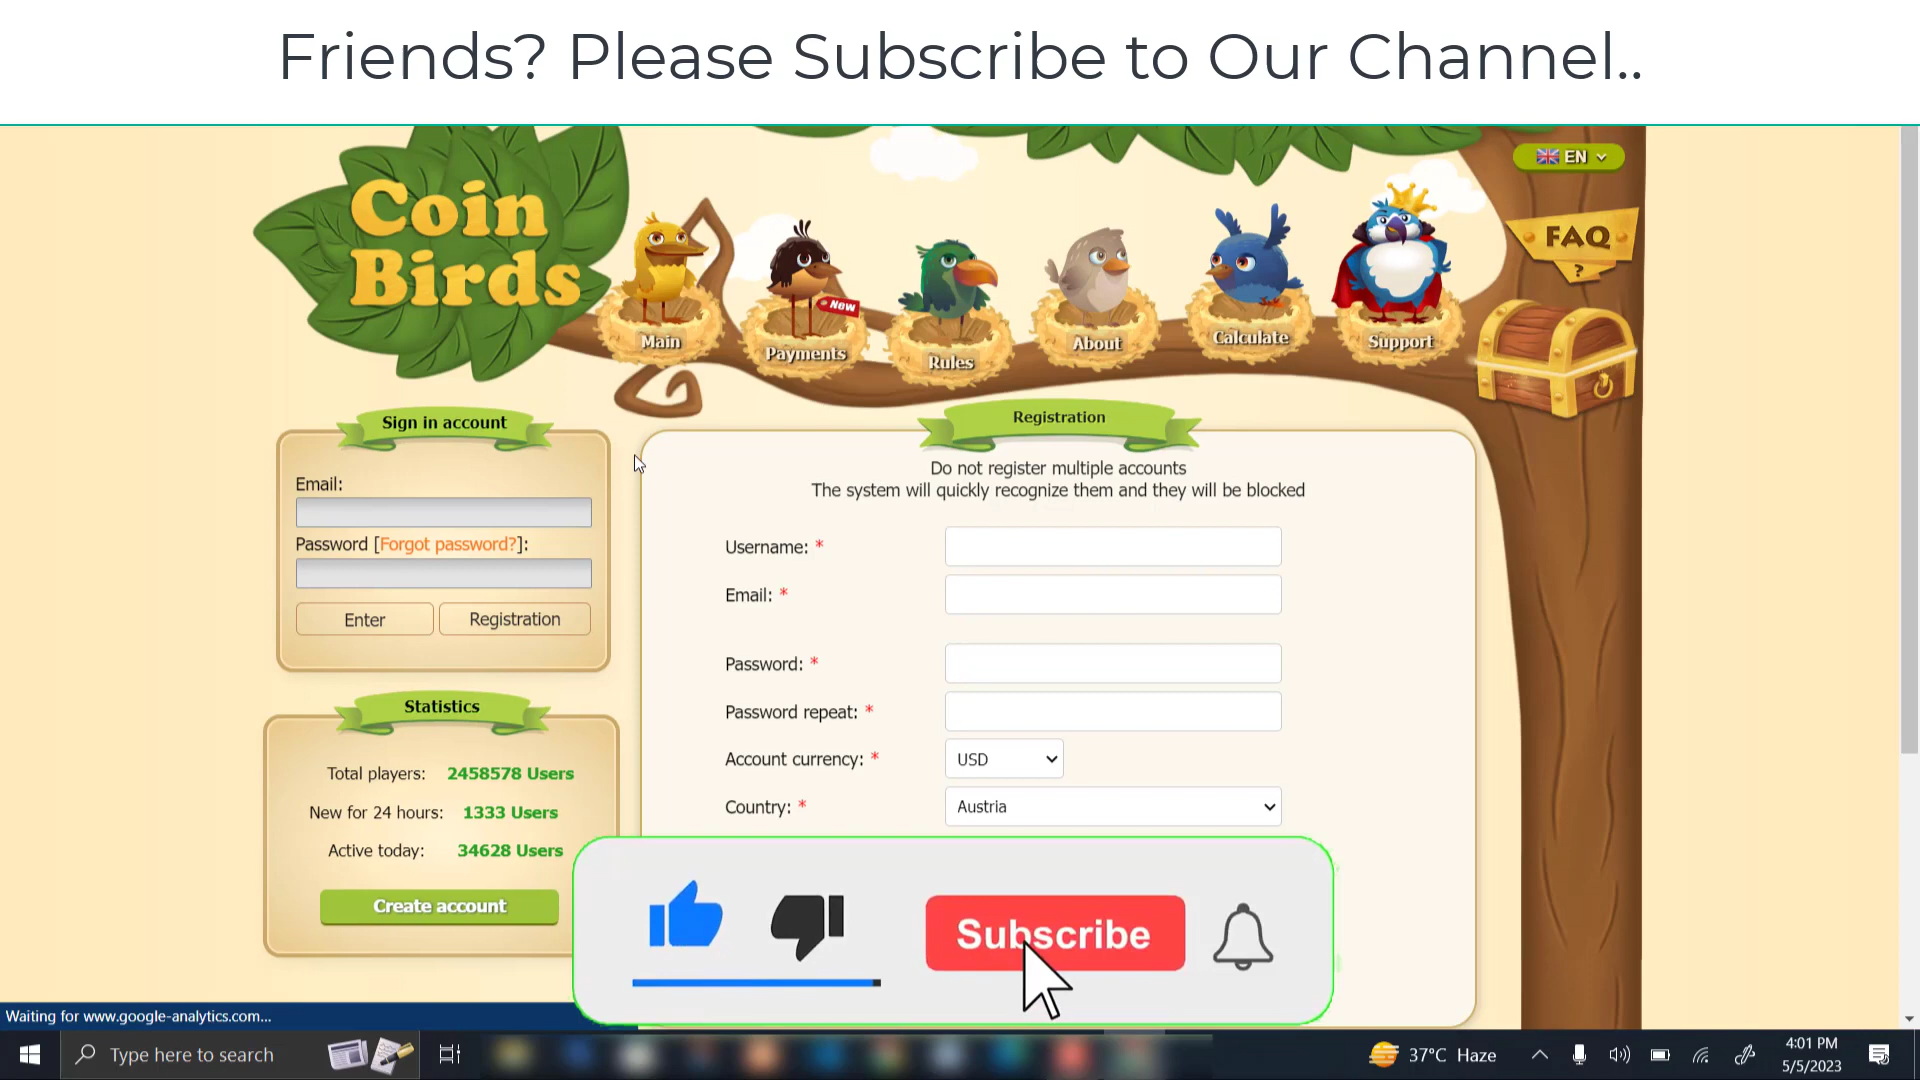 Friends? Please Subscribe to Our Channel..
EN
Coin
Birds
FAQ
?
New
Main
Payments
Rules
About
Calculate
Support
Sign in account
Email:
Password [Forgot password?]:
Enter
Registration
Statistics
Total players: 2458578 Users
New for 24 hours: 1333 Users
Active today: 34628 Users
Create account
Registration
Do not register multiple accounts
The system will quickly recognize them and they will be blocked
Username: *
Email: *
Password: *
Password repeat: *
Account currency: * USD
Country: * Austria
Subscribe
Waiting for www.google-analytics.com...
Type here to search
37°C Haze
4:01 PM
5/5/2023